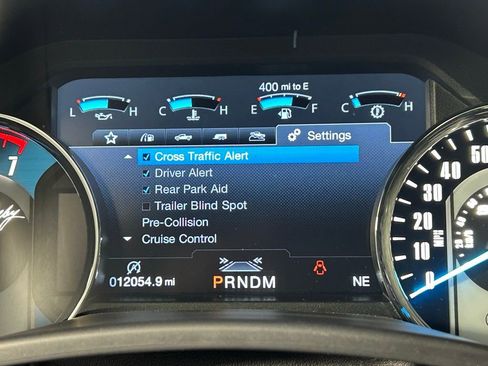 400 mi to E
L H C H E F C H
Settings
Cross Traffic Alert
Driver Alert
Rear Park Aid
Trailer Blind Spot
Pre-Collision
Cruise Control
012054.9 mi
PRNDM
NE
7
50
40
30
20
10
0
MPH